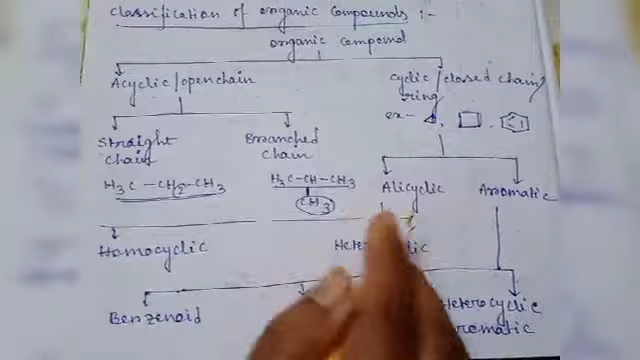 classification of organic compounds :-
organic compound
Acyclic/openchain
cyclic/closed chain/
ring
ex-
Straight
chain
Branched
chain
H3C-CH2-CH3
H3C-CH-CH3
CH3
Alicyclic
Aromatic
Homocyclic
Benzenoid
Heterocyclic